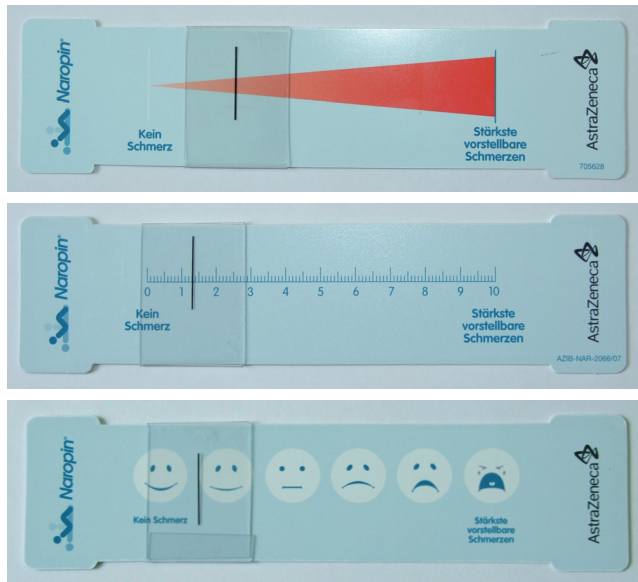 Naropin®
Kein
Schmerz
Stärkste
vorstellbare
Schmerzen
AstraZeneca
705628
Naropin®
0 1 2 3 4 5 6 7 8 9 10
Kein
Schmerz
Stärkste
vorstellbare
Schmerzen
AstraZeneca
AZIB-NAR-2066/07
Naropin®
Kein Schmerz
Stärkste
vorstellbare
Schmerzen
AstraZeneca